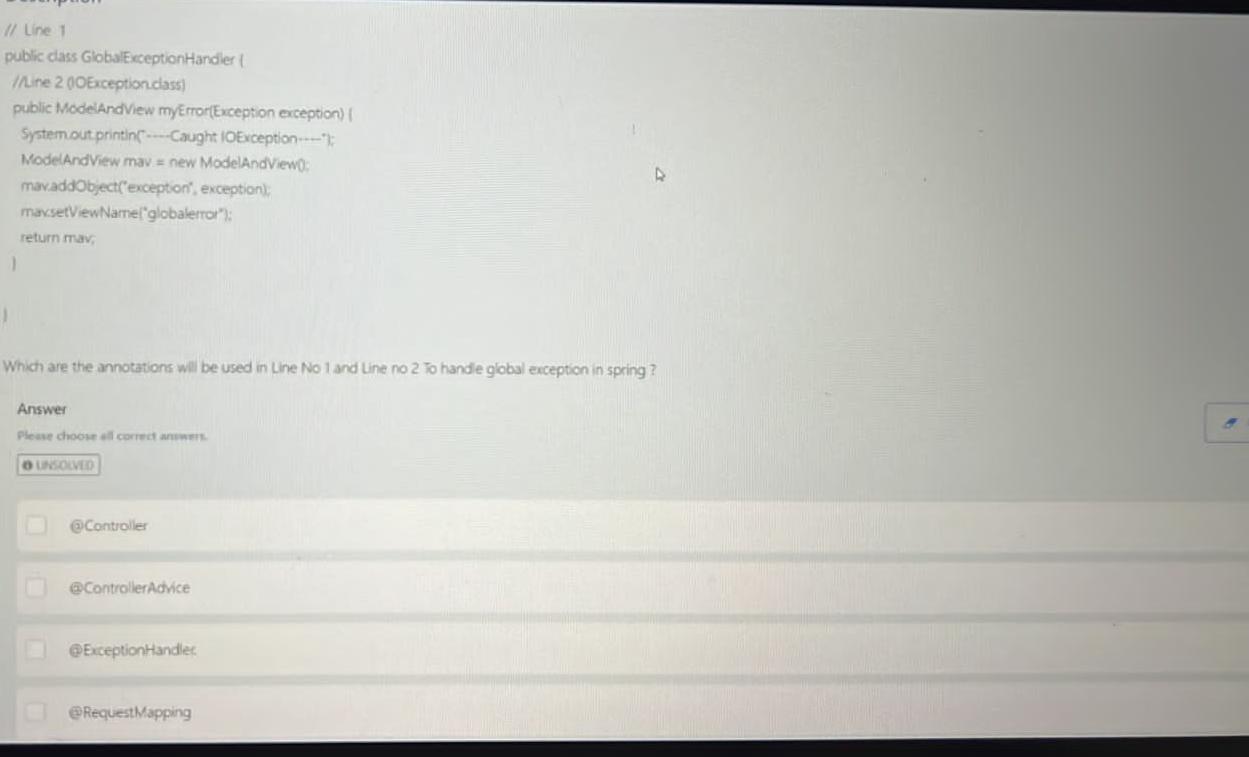 // Line 1
public class GlobalExceptionHandler {
//Line 2 (IOException.class)
public ModelAndView myError(Exception exception) {
System.out.println("----Caught IOException----");
ModelAndView mav = new ModelAndView();
mav.addObject("exception", exception);
mav.setViewName("globalerror");
return mav;
}
}
Which are the annotations will be used in Line No 1 and Line no 2 To handle global exception in spring ?
Answer
Please choose all correct answers.
UNSOLVED
@Controller
@ControllerAdvice
@ExceptionHandler.
@RequestMapping